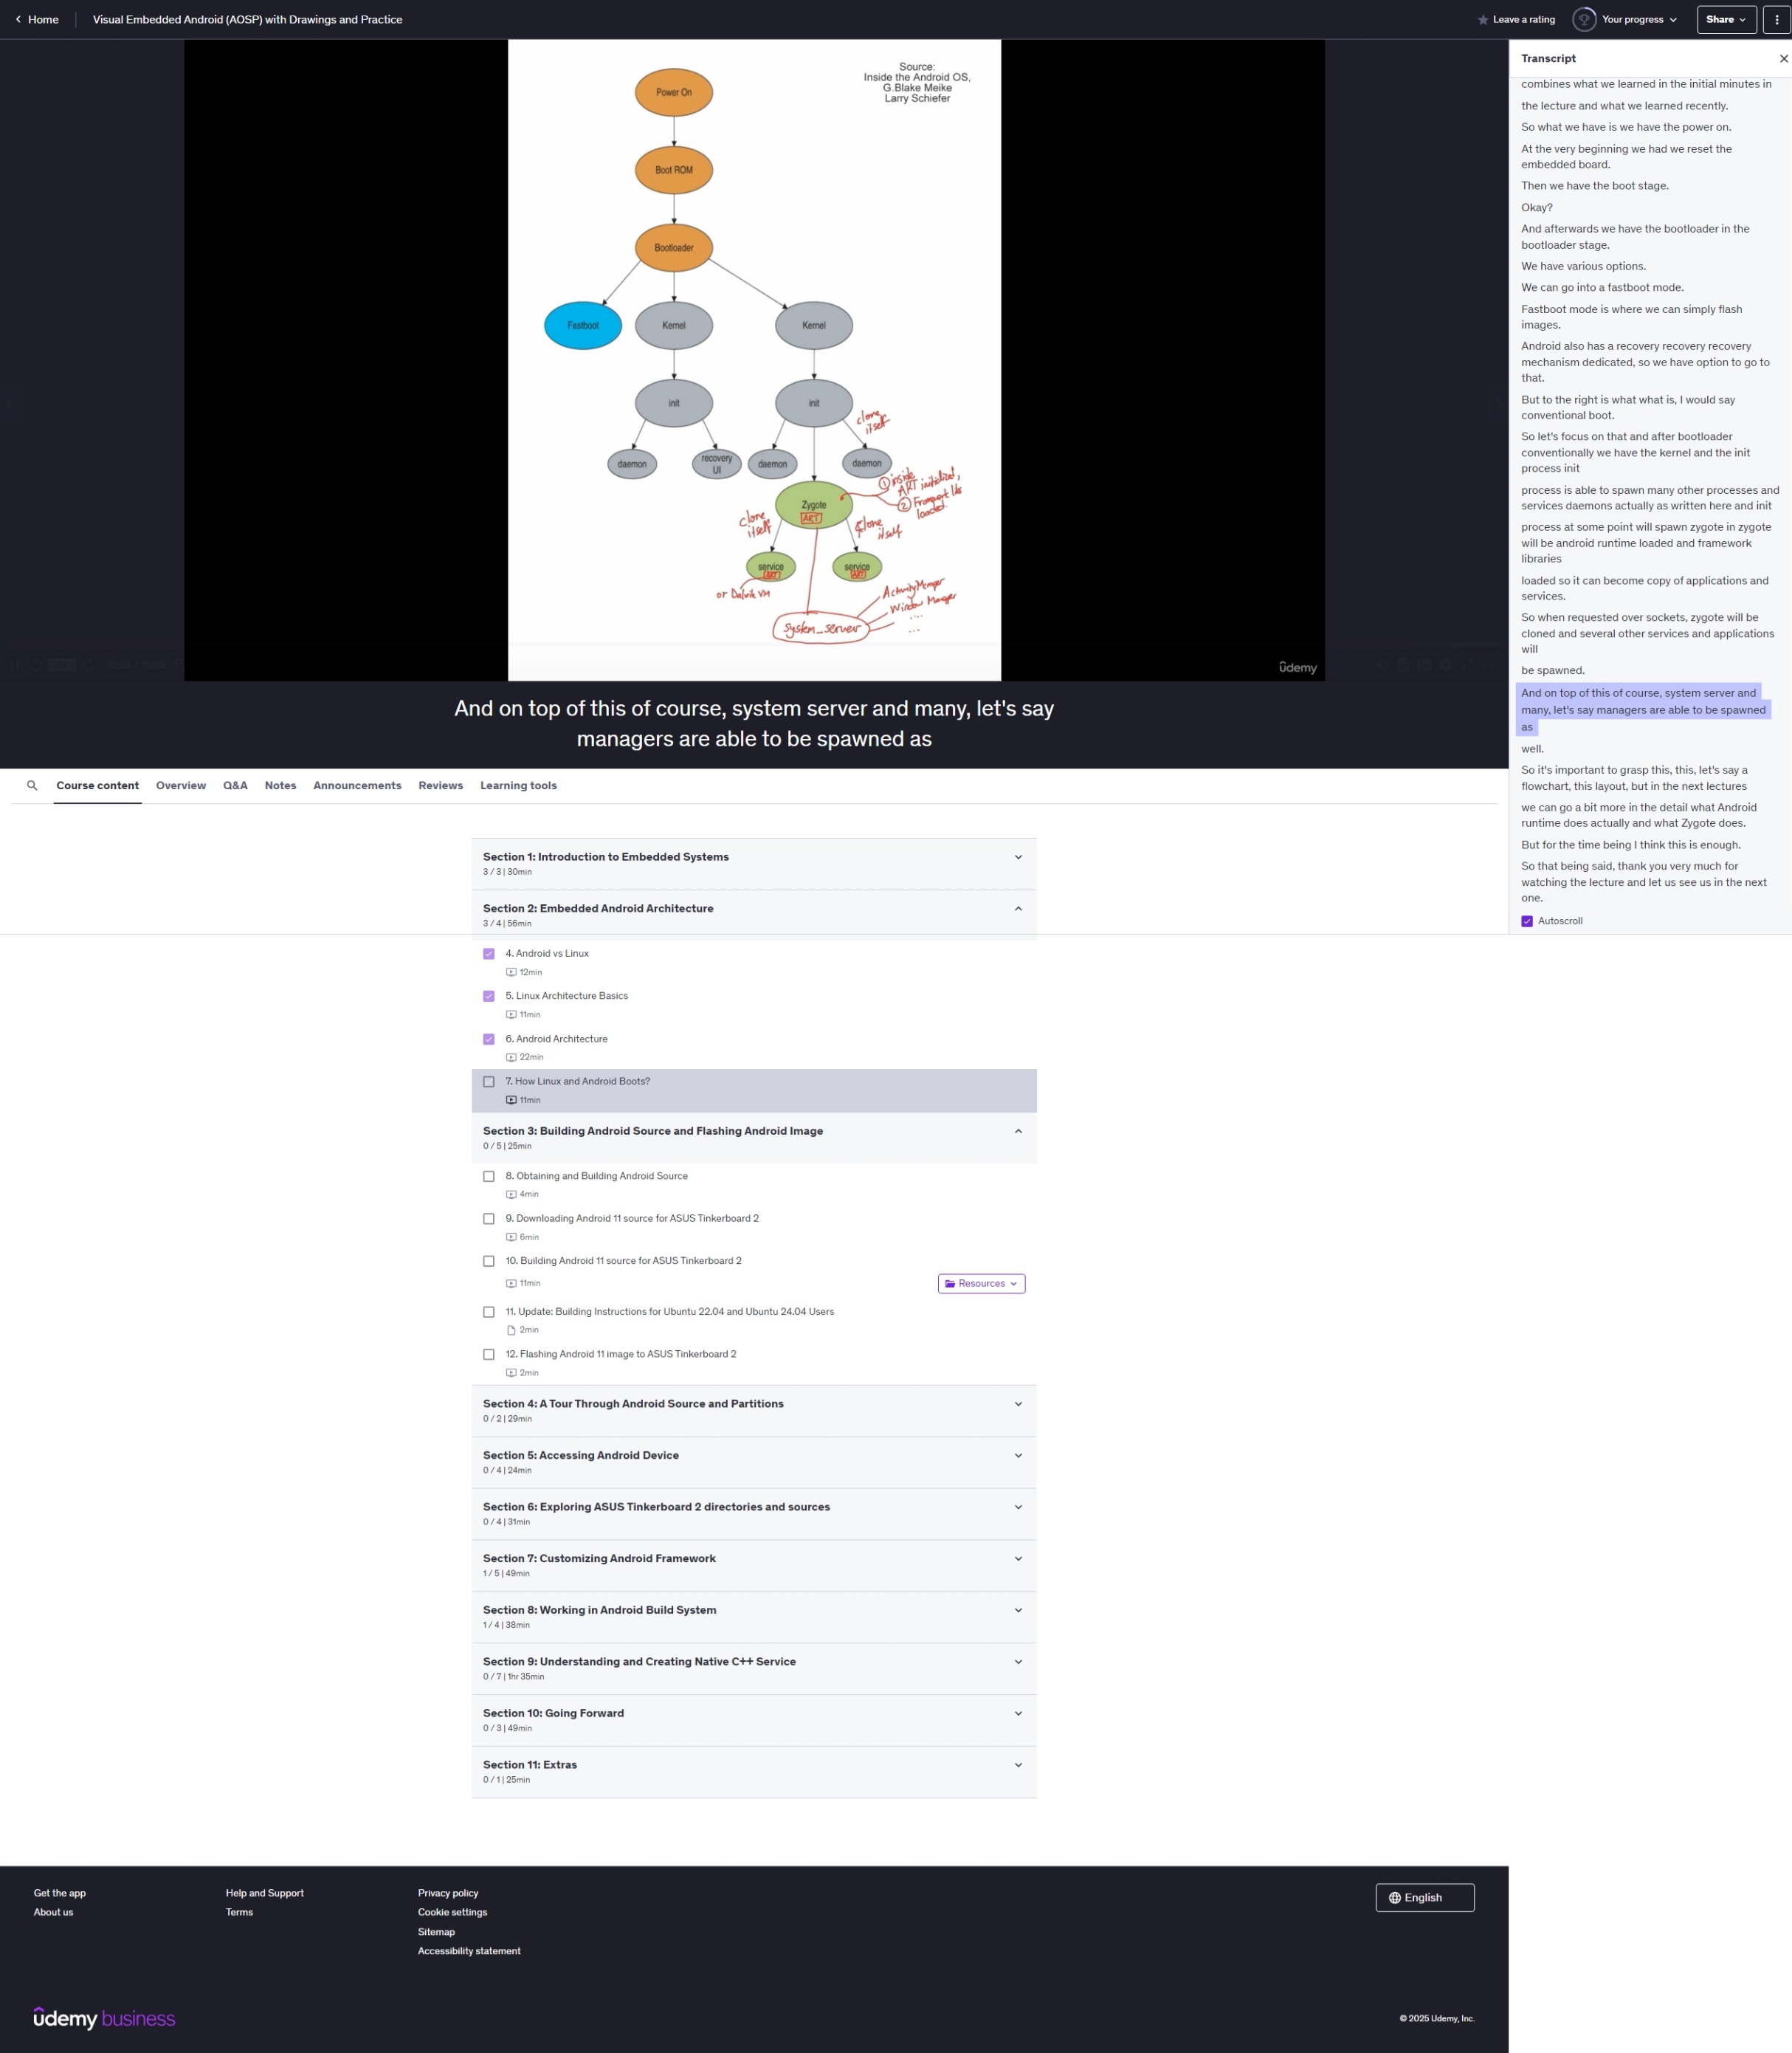 Home
Visual Embedded Android (AOSP) with Drawings and Practice
Leave a rating
Your progress
Share
Source:
Inside the Android OS,
G.Blake Meike
Larry Schiefer
Power On
Boot ROM
Bootloader
Fastboot
Kernel
Kernel
init
init
clone
itself
daemon
recovery
UI
daemon
daemon
① inside
ART initialized,
② Framework libs
loaded.
Zygote
ART
clone
itself
clone
itself
service
ART
service
ART
or Dalvik VM
Activity Manager
Window Manager
....
...
system_server
udemy
And on top of this of course, system server and many, let's say
managers are able to be spawned as
Transcript
combines what we learned in the initial minutes in
the lecture and what we learned recently.
So what we have is we have the power on.
At the very beginning we had we reset the
embedded board.
Then we have the boot stage.
Okay?
And afterwards we have the bootloader in the
bootloader stage.
We have various options.
We can go into a fastboot mode.
Fastboot mode is where we can simply flash
images.
Android also has a recovery recovery recovery
mechanism dedicated, so we have option to go to
that.
But to the right is what what is, I would say
conventional boot.
So let's focus on that and after bootloader
conventionally we have the kernel and the init
process init
process is able to spawn many other processes and
services daemons actually as written here and init
process at some point will spawn zygote in zygote
will be android runtime loaded and framework
libraries
loaded so it can become copy of applications and
services.
So when requested over sockets, zygote will be
cloned and several other services and applications
will
be spawned.
And on top of this of course, system server and
many, let's say managers are able to be spawned
as
well.
So it's important to grasp this, this, let's say a
flowchart, this layout, but in the next lectures
we can go a bit more in the detail what Android
runtime does actually and what Zygote does.
But for the time being I think this is enough.
So that being said, thank you very much for
watching the lecture and let us see us in the next
one.
Autoscroll
Course content
Overview
Q&A
Notes
Announcements
Reviews
Learning tools
Section 1: Introduction to Embedded Systems
3 / 3 | 30min
Section 2: Embedded Android Architecture
3 / 4 | 56min
4. Android vs Linux
12min
5. Linux Architecture Basics
11min
6. Android Architecture
22min
7. How Linux and Android Boots?
11min
Section 3: Building Android Source and Flashing Android Image
0 / 5 | 25min
8. Obtaining and Building Android Source
4min
9. Downloading Android 11 source for ASUS Tinkerboard 2
6min
10. Building Android 11 source for ASUS Tinkerboard 2
11min
Resources
11. Update: Building Instructions for Ubuntu 22.04 and Ubuntu 24.04 Users
2min
12. Flashing Android 11 image to ASUS Tinkerboard 2
2min
Section 4: A Tour Through Android Source and Partitions
0 / 2 | 29min
Section 5: Accessing Android Device
0 / 4 | 24min
Section 6: Exploring ASUS Tinkerboard 2 directories and sources
0 / 4 | 31min
Section 7: Customizing Android Framework
1 / 5 | 49min
Section 8: Working in Android Build System
1 / 4 | 38min
Section 9: Understanding and Creating Native C++ Service
0 / 7 | 1hr 35min
Section 10: Going Forward
0 / 3 | 49min
Section 11: Extras
0 / 1 | 25min
Get the app
About us
Help and Support
Terms
Privacy policy
Cookie settings
Sitemap
Accessibility statement
English
udemy business
© 2025 Udemy, Inc.